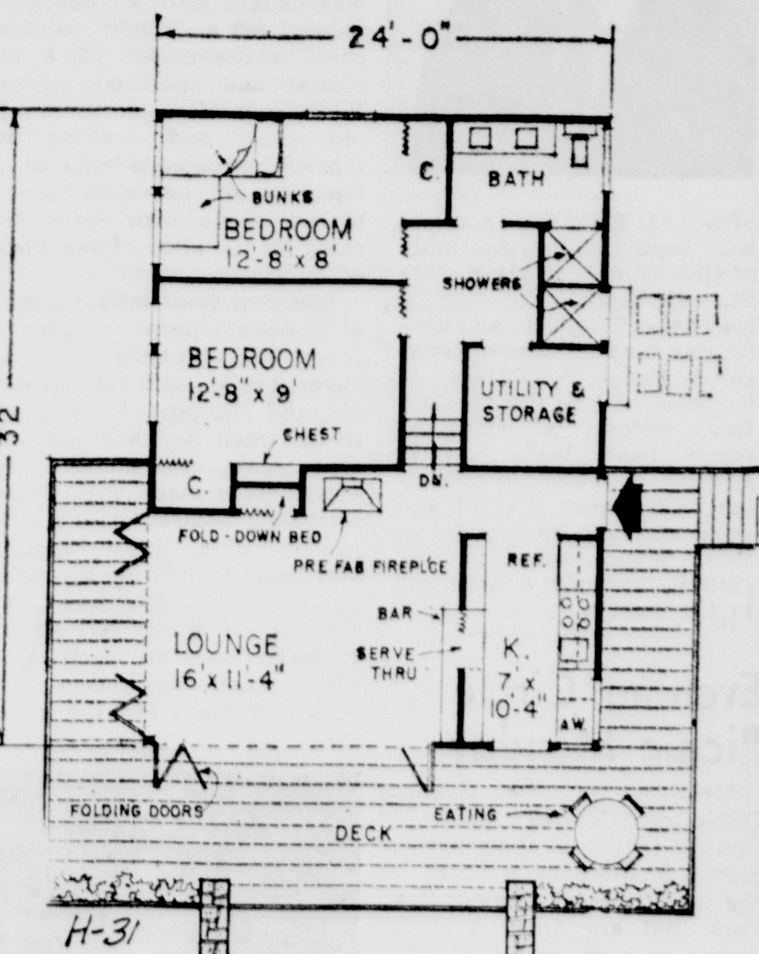 24'-0"
C.
BATH
BUNKS
BEDROOM
12'-8" x 8'
SHOWERS
BEDROOM
12'-8" x 9'
UTILITY &
STORAGE
32
CHEST
C
DN.
FOLD-DOWN BED
PRE FAB FIREPLCE
REF.
BAR
LOUNGE
16' x 11'-4"
SERVE
THRU
K.
7' x
10'-4"
A.W.
FOLDING DOORS
EATING
DECK
H-31